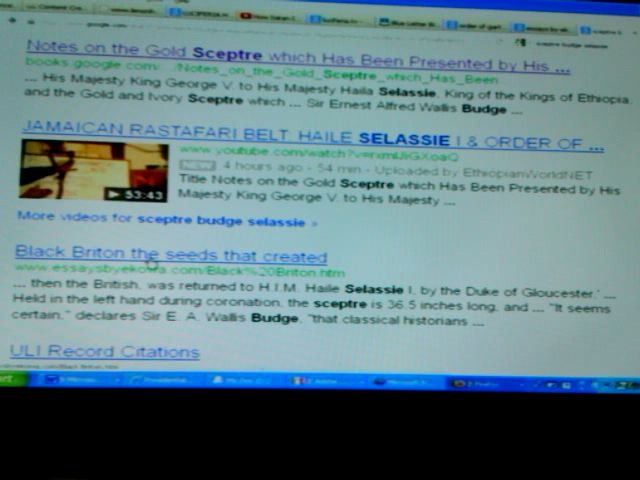 google.com
sceptre budge selassie
Notes on the Gold Sceptre which Has Been Presented by His ...
books.google.com/.../Notes_on_the_Gold_Sceptre_which_Has_Been
... His Majesty King George V. to His Majesty Haila Selassie, King of the Kings of Ethiopia, and the Gold and Ivory Sceptre which ... Sir Ernest Alfred Wallis Budge ...
JAMAICAN RASTAFARI BELT: HAILE SELASSIE I & ORDER OF ...
www.youtube.com/watch?v=
New 4 hours ago - 54 min - Uploaded by EthiopianWorldNET
Title Notes on the Gold Sceptre which Has Been Presented by His
Majesty King George V. to His Majesty ...
53:43
More videos for sceptre budge selassie »
Black Briton the seeds that created
www.essaysbyekowa.com/Black%20Briton.htm
... then the British, was returned to H.I.M. Haile Selassie I, by the Duke of Gloucester.' ...
Held in the left hand during coronation, the sceptre is 36.5 inches long, and ... "It seems
certain," declares Sir E. A. Wallis Budge, "that classical historians ...
ULI Record Citations